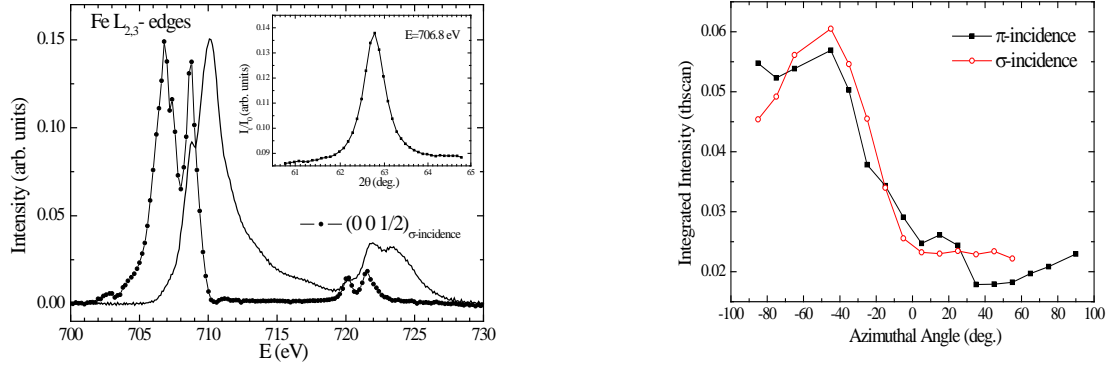 Fe L2,3- edges
Intensity (arb. units)
0.15
0.10
0.05
0.00
700
705
710
715
720
725
730
E (eV)
(0 0 1/2)σ-incidence
E=706.8 eV
I/I0 (arb. units)
0.14
0.13
0.12
0.11
0.10
0.09
61
62
63
64
65
2θ (deg.)
π-incidence
σ-incidence
Integrated Intensity (thscan)
0.06
0.05
0.04
0.03
0.02
-100 -80 -60 -40 -20 0 20 40 60 80 100
Azimuthal Angle (deg.)